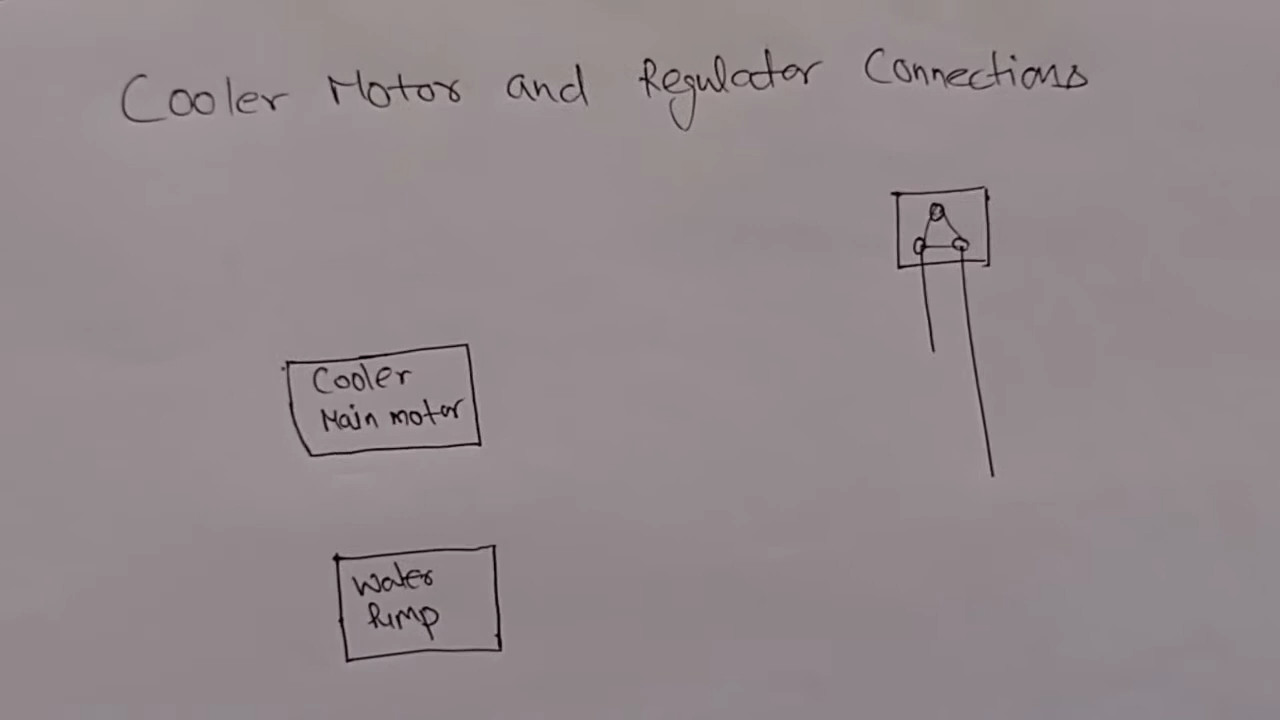 Cooler Motor and Regulator Connections
Cooler
Main motor
Water
Pump